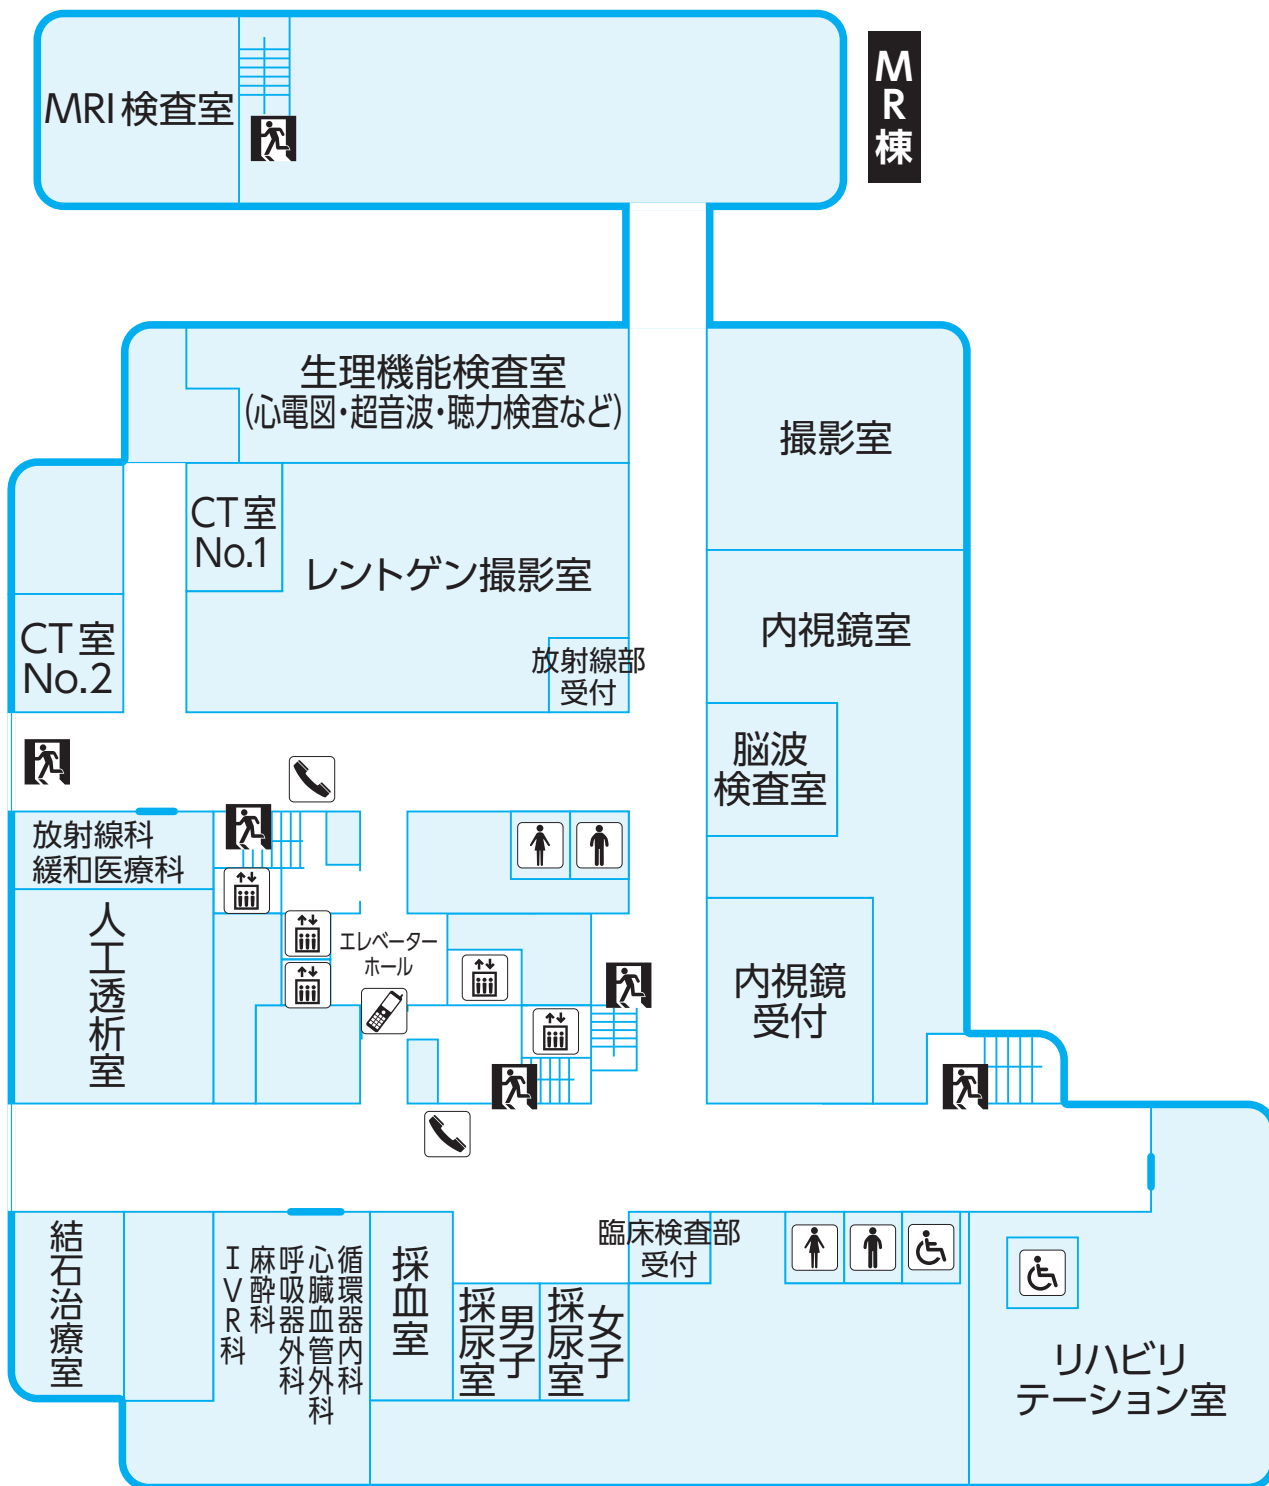 MRI検査室
MR棟
生理機能検査室
(心電図・超音波・聴力検査など)
撮影室
CT室
No.1
レントゲン撮影室
CT室
No.2
放射線部
受付
内視鏡室
脳波
検査室
放射線科
緩和医療科
人工透析室
エレベーター
ホール
内視鏡
受付
結石治療室
循環器内科
心臓血管外科
呼吸器外科
麻酔科
IVR科
採血室
男子
採尿室
女子
採尿室
臨床検査部
受付
リハビリ
テーション室